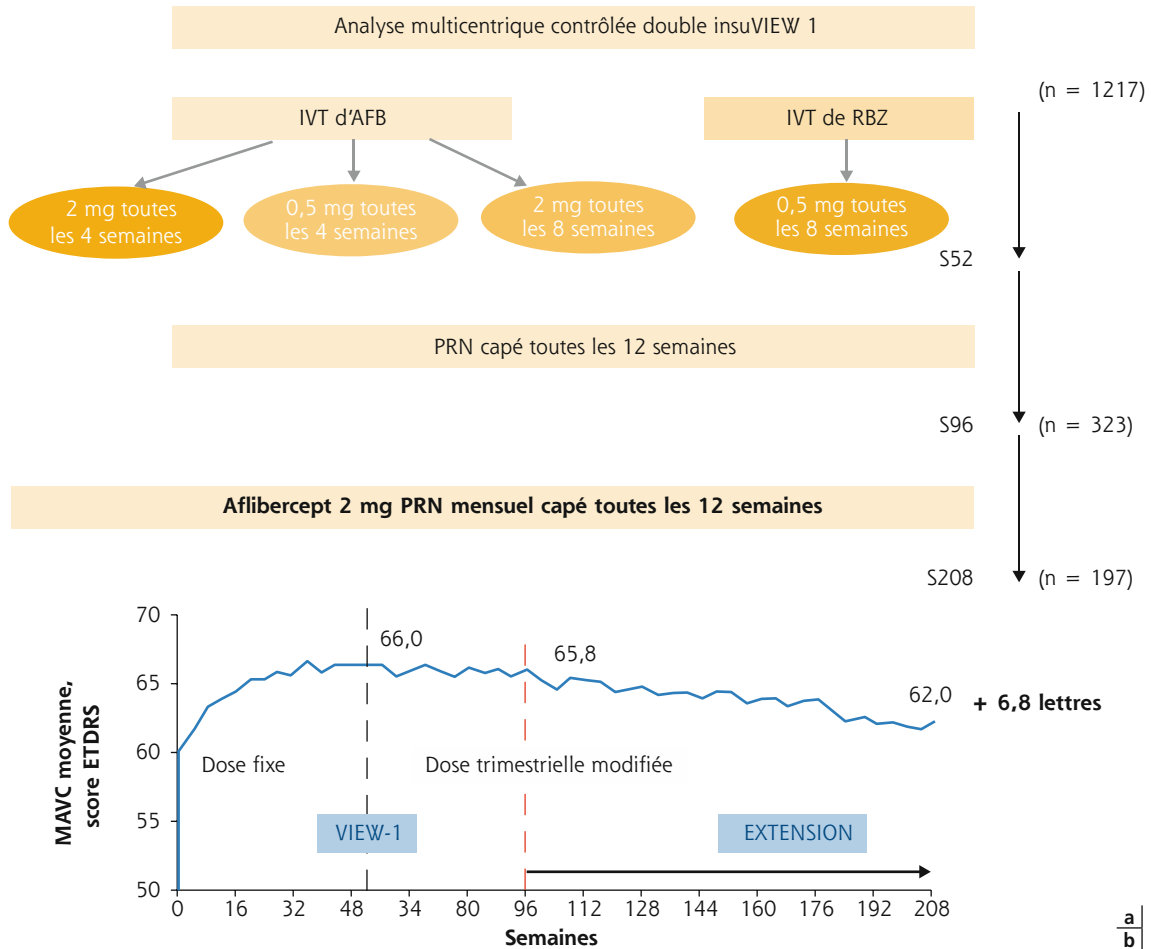 Analyse multicentrique contrôlée double insuVIEW 1
(n = 1217)
IVT d'AFB
IVT de RBZ
2 mg toutes
les 4 semaines
0,5 mg toutes
les 4 semaines
2 mg toutes
les 8 semaines
0,5 mg toutes
les 8 semaines
S52
PRN capé toutes les 12 semaines
S96
(n = 323)
Aflibercept 2 mg PRN mensuel capé toutes les 12 semaines
S208
(n = 197)
MAVC moyenne,
score ETDRS
70
65
60
55
50
66,0
65,8
62,0
+ 6,8 lettres
Dose fixe
Dose trimestrielle modifiée
VIEW-1
EXTENSION
0 16 32 48 34 80 96 112 128 144 160 176 192 208
Semaines
a
b